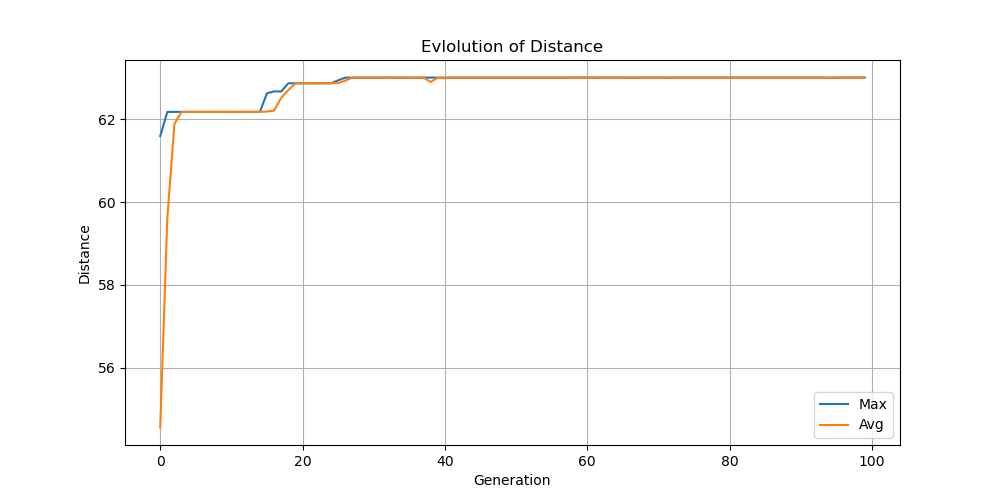 Evlolution of Distance
Distance
62
60
58
56
0 20 40 60 80 100
Generation
Max
Avg